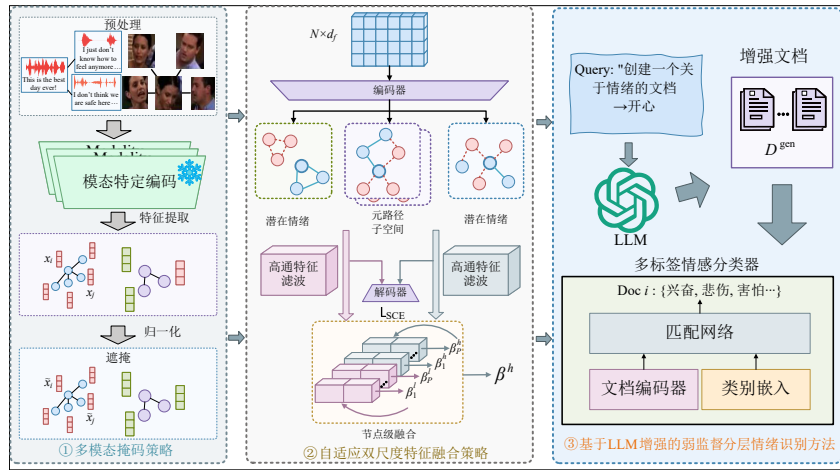 预处理
I just don't
know how to
feel anymore...
This is the best
day ever!
I don't think we
are safe here...
模态特定编码
特征提取
x_i
x_j
归一化
遮掩
x̄_i
x̄_j
①多模态掩码策略
N×d_f
编码器
潜在情绪
元路径
子空间
潜在情绪
高通特征
滤波
解码器
高通特征
滤波
L_SCE
β_P^h
β_1^h
β_P^l
β_1^l
β^h
节点级融合
②自适应双尺度特征融合策略
Query: "创建一个关
于情绪的文档
→开心
LLM
增强文档
...
D^gen
多标签情感分类器
Doc i : {兴奋, 悲伤, 害怕···}
匹配网络
文档编码器
类别嵌入
③基于LLM增强的弱监督分层情绪识别方法